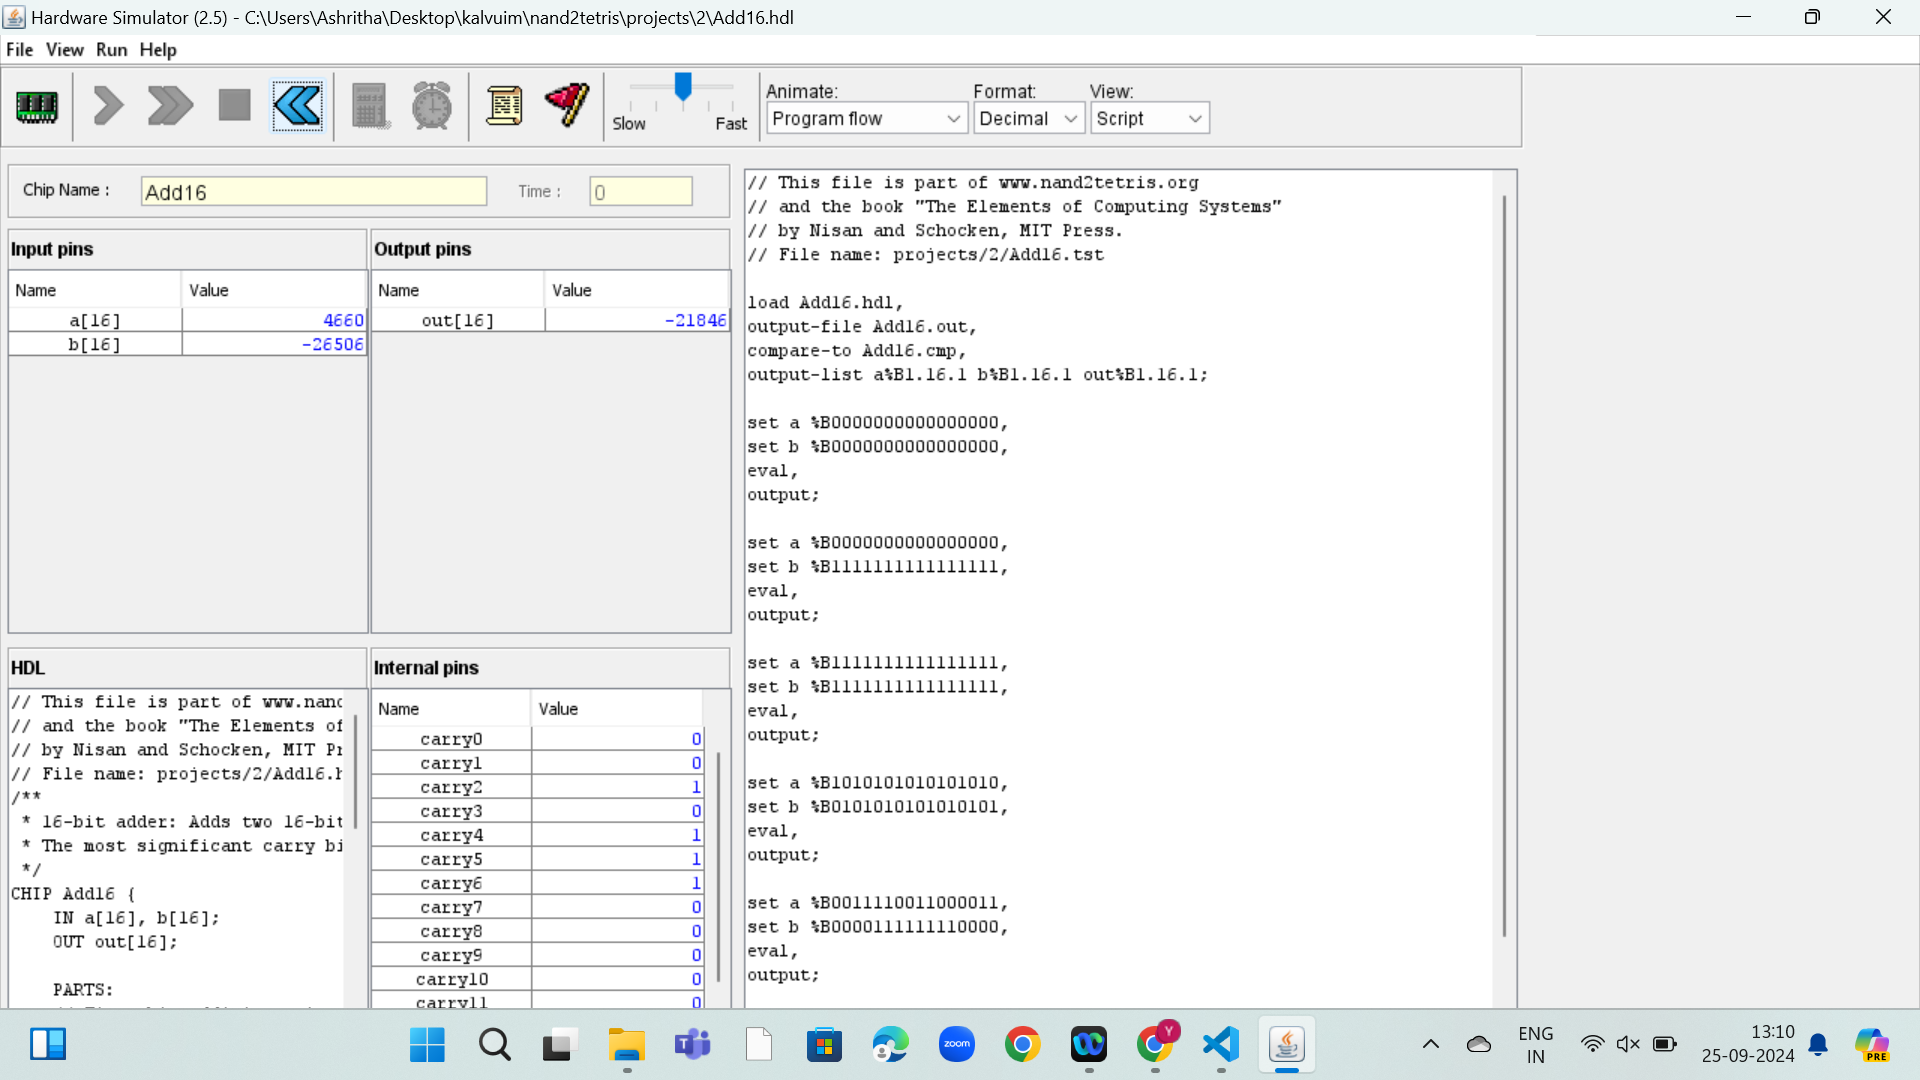 Hardware Simulator (2.5) - C:\Users\Ashritha\Desktop\kalvuim\nand2tetris\projects\2\Add16.hdl
File View Run Help
Slow Fast
Animate: Format: View:
Program flow Decimal Script
Chip Name : Add16 Time : 0
Input pins
Name Value
a[16] 4660
b[16] -26506
Output pins
Name Value
out[16] -21846
HDL
// This file is part of www.nand
// and the book "The Elements of
// by Nisan and Schocken, MIT Pr
// File name: projects/2/Add16.h
/**
* 16-bit adder: Adds two 16-bit
* The most significant carry bi
*/
CHIP Add16 {
IN a[16], b[16];
OUT out[16];
PARTS:
Internal pins
Name Value
carry0 0
carry1 0
carry2 1
carry3 0
carry4 1
carry5 1
carry6 1
carry7 0
carry8 0
carry9 0
carry10 0
carry11 0
// This file is part of www.nand2tetris.org
// and the book "The Elements of Computing Systems"
// by Nisan and Schocken, MIT Press.
// File name: projects/2/Add16.tst
load Add16.hdl,
output-file Add16.out,
compare-to Add16.cmp,
output-list a%B1.16.1 b%B1.16.1 out%B1.16.1;
set a %B0000000000000000,
set b %B0000000000000000,
eval,
output;
set a %B0000000000000000,
set b %B1111111111111111,
eval,
output;
set a %B1111111111111111,
set b %B1111111111111111,
eval,
output;
set a %B1010101010101010,
set b %B0101010101010101,
eval,
output;
set a %B0011110011000011,
set b %B0000111111110000,
eval,
output;
zoom
Y
ENG
IN
13:10
25-09-2024
PRE